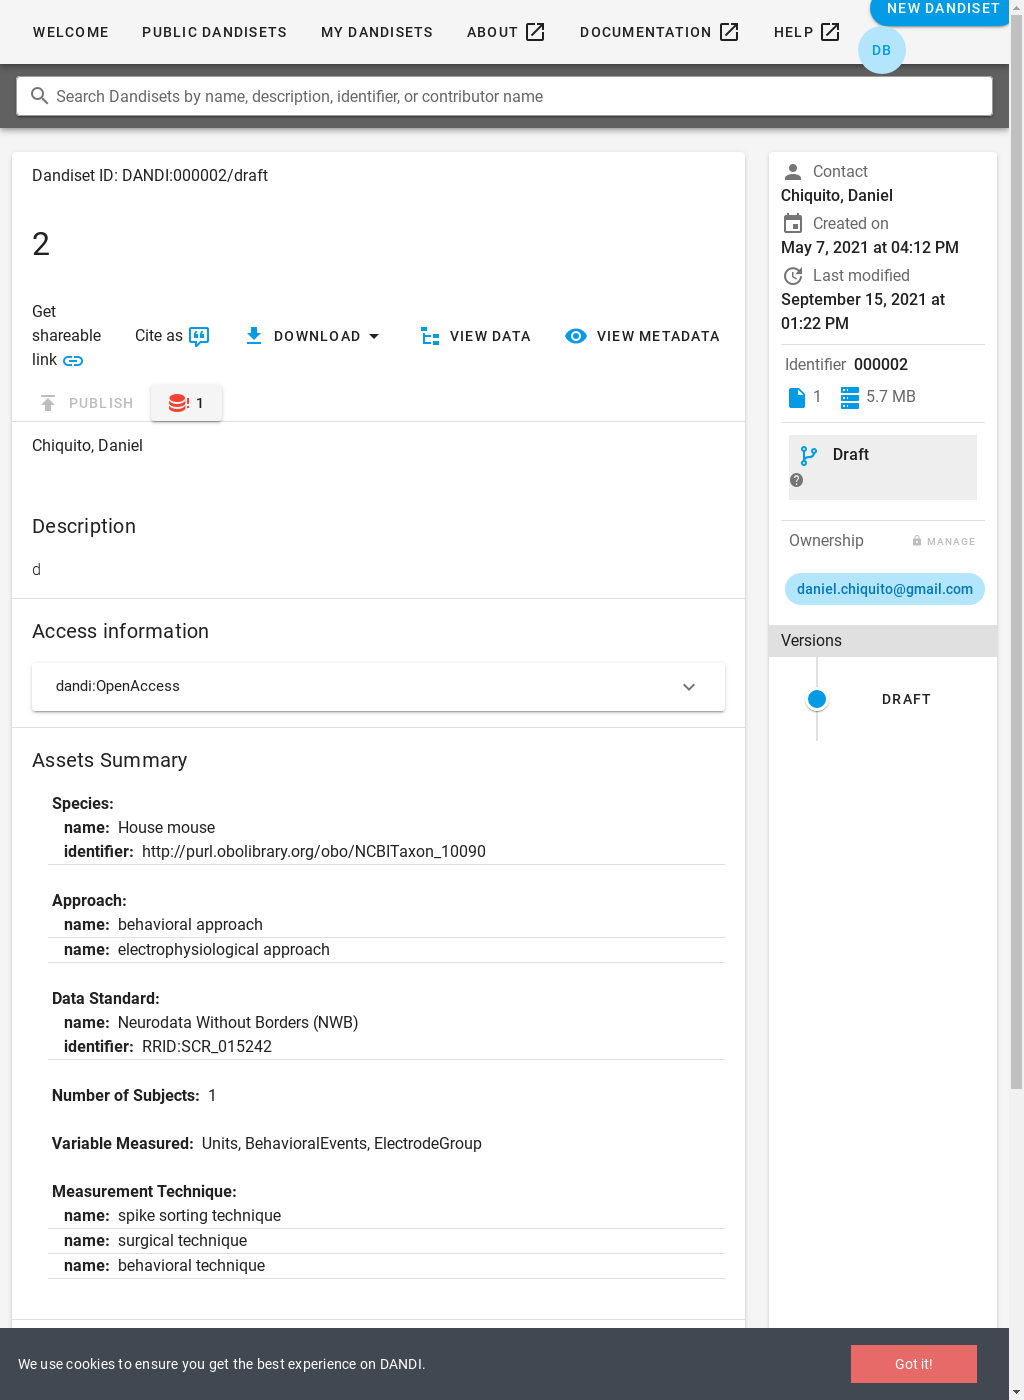 WELCOME PUBLIC DANDISETS MY DANDISETS ABOUT DOCUMENTATION HELP NEW DANDISET
DB
Search Dandisets by name, description, identifier, or contributor name
Dandiset ID: DANDI:000002/draft
2
Get
shareable
link
Cite as
DOWNLOAD
VIEW DATA
VIEW METADATA
PUBLISH
1
Chiquito, Daniel
Description
d
Access information
dandi:OpenAccess
Assets Summary
Species:
name: House mouse
identifier: http://purl.obolibrary.org/obo/NCBITaxon_10090
Approach:
name: behavioral approach
name: electrophysiological approach
Data Standard:
name: Neurodata Without Borders (NWB)
identifier: RRID:SCR_015242
Number of Subjects: 1
Variable Measured: Units, BehavioralEvents, ElectrodeGroup
Measurement Technique:
name: spike sorting technique
name: surgical technique
name: behavioral technique
Contact
Chiquito, Daniel
Created on
May 7, 2021 at 04:12 PM
Last modified
September 15, 2021 at
01:22 PM
Identifier 000002
1 5.7 MB
Draft
Ownership MANAGE
daniel.chiquito@gmail.com
Versions
DRAFT
We use cookies to ensure you get the best experience on DANDI.
Got it!